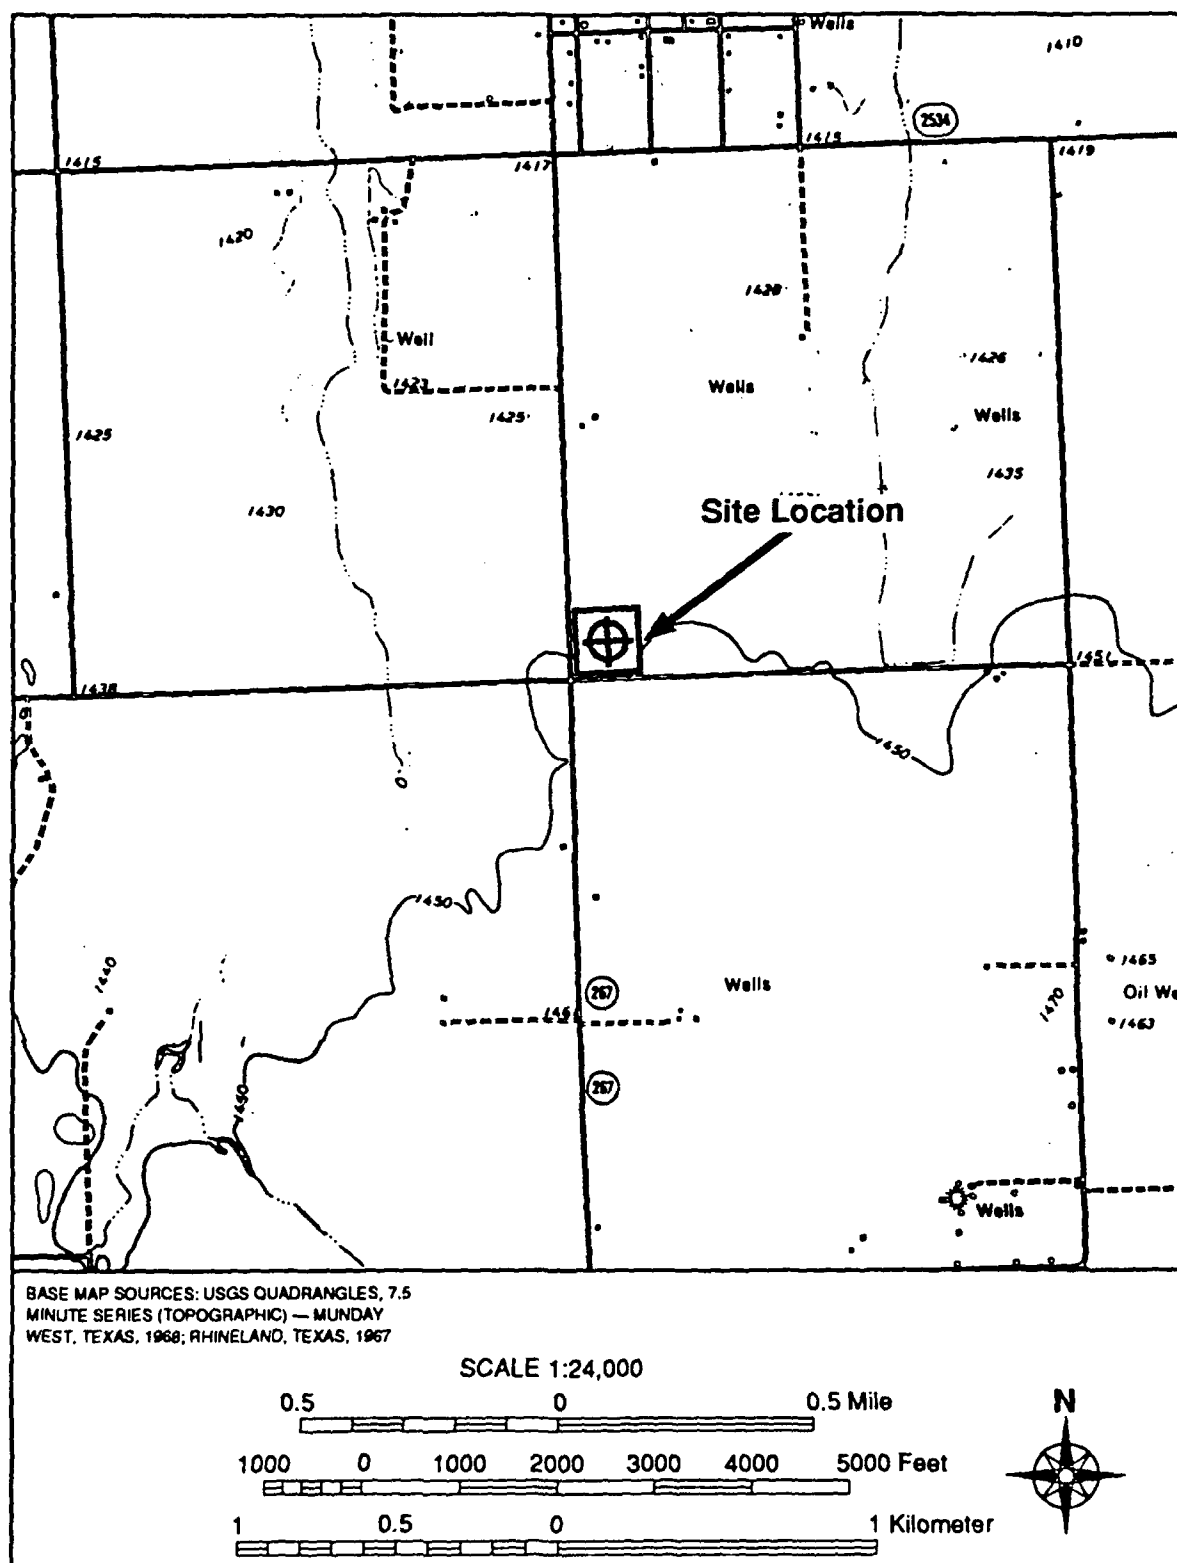 Wells
1410
2534
1415
1417
1415
1419
1420
1428
Well
1426
1423
Wells
1425
Wells
1425
1435
1430
Site Location
1451
1438
1450
1450
1440
1465
Wells
267
1470
Oil We
146
1463
267
1450
Wells
BASE MAP SOURCES: USGS QUADRANGLES, 7.5
MINUTE SERIES (TOPOGRAPHIC) — MUNDAY
WEST, TEXAS, 1968; RHINELAND, TEXAS, 1967
SCALE 1:24,000
0.5 0 0.5 Mile
N
1000 0 1000 2000 3000 4000 5000 Feet
1 0.5 0 1 Kilometer